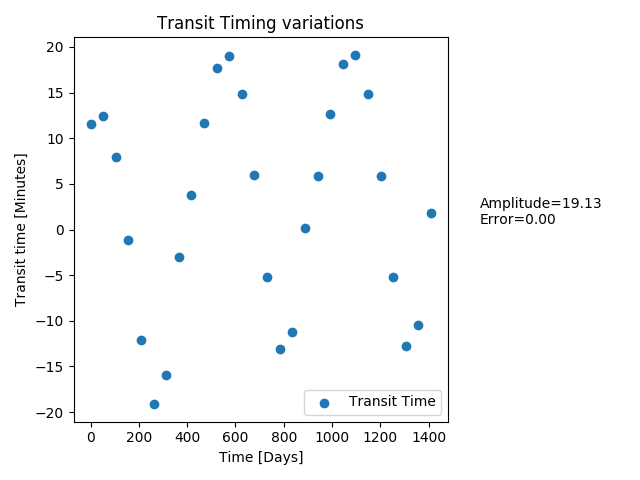 Transit Timing variations
20
15
10
5
0
−5
−10
−15
−20
Transit time [Minutes]
0 200 400 600 800 1000 1200 1400
Time [Days]
Transit Time
Amplitude=19.13
Error=0.00